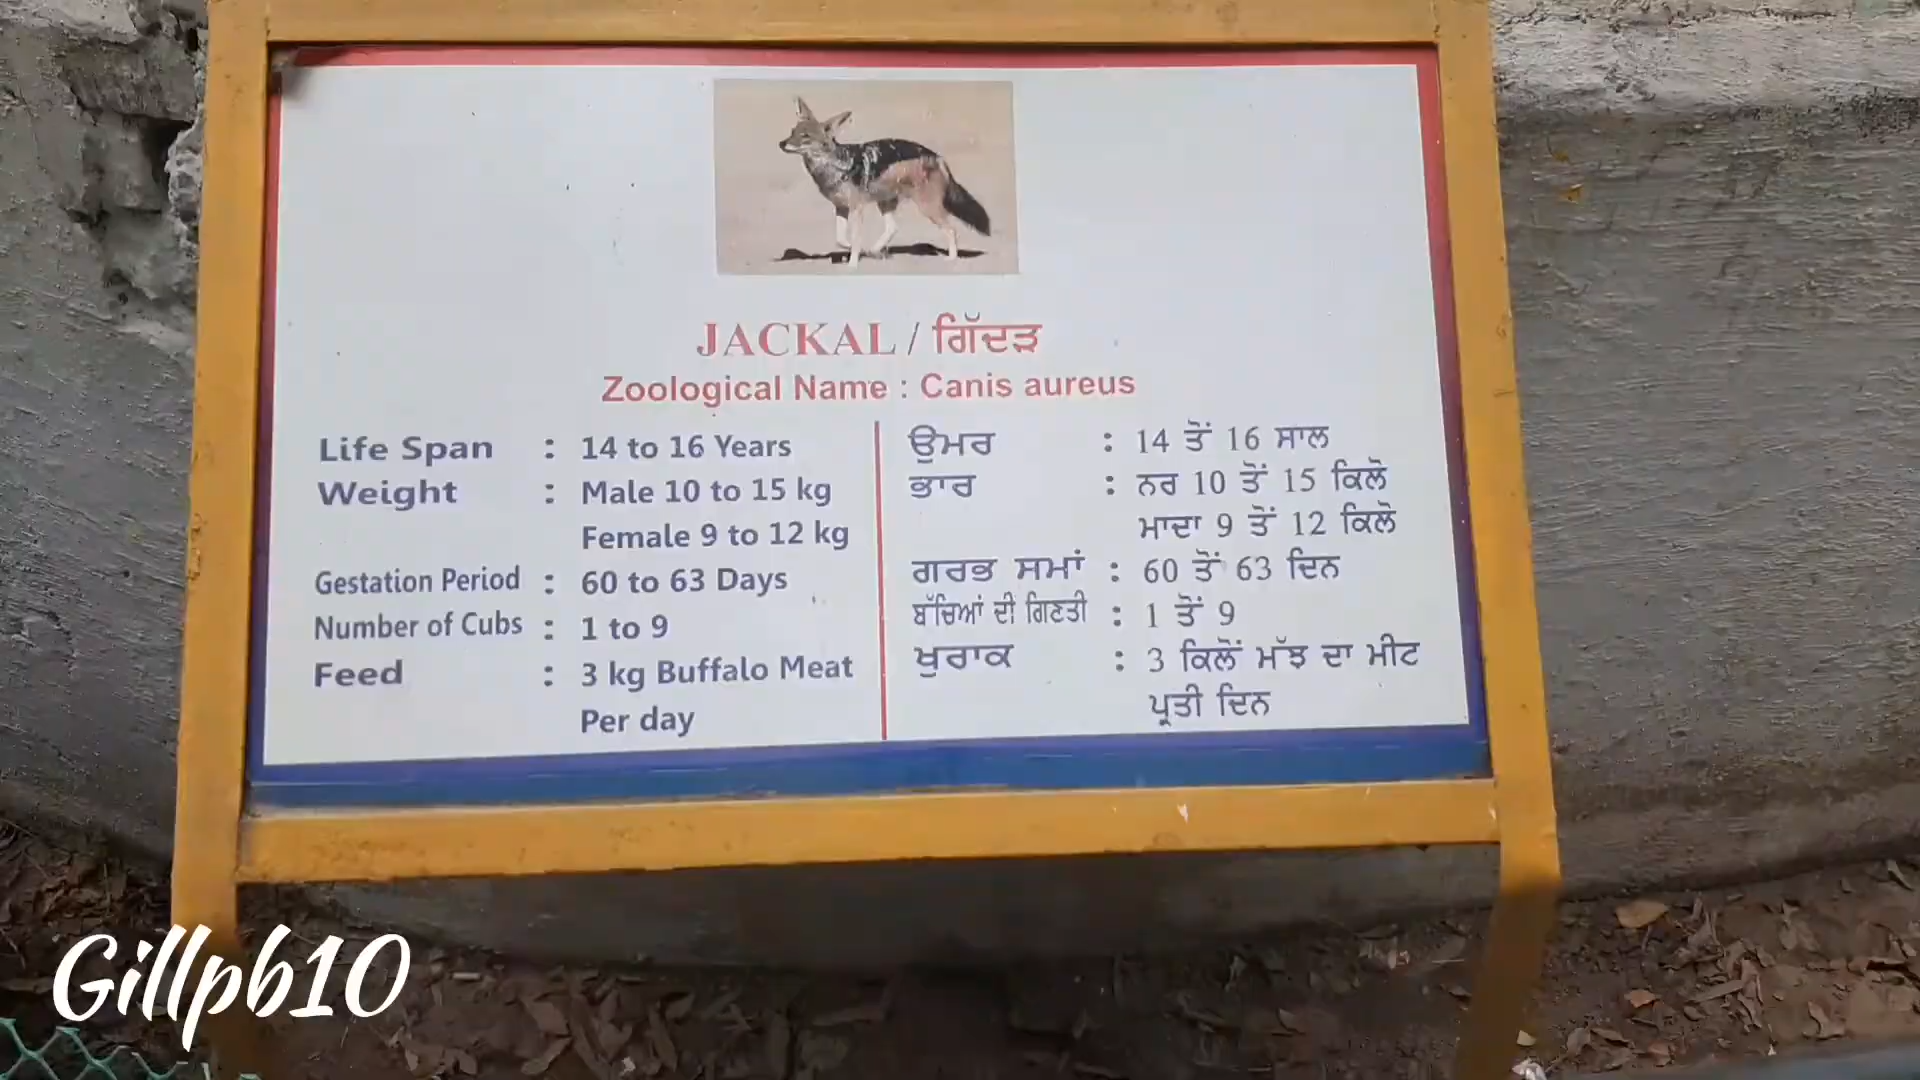 JACKAL / ਗਿੱਦੜ
Zoological Name : Canis aureus
Life Span : 14 to 16 Years
Weight : Male 10 to 15 kg
Female 9 to 12 kg
Gestation Period : 60 to 63 Days
Number of Cubs : 1 to 9
Feed : 3 kg Buffalo Meat
Per day
ਉਮਰ : 14 ਤੋਂ 16 ਸਾਲ
ਭਾਰ : ਨਰ 10 ਤੋਂ 15 ਕਿਲੋ
ਮਾਦਾ 9 ਤੋਂ 12 ਕਿਲੋ
ਗਰਭ ਸਮਾਂ : 60 ਤੋਂ 63 ਦਿਨ
ਬੱਚਿਆਂ ਦੀ ਗਿਣਤੀ : 1 ਤੋਂ 9
ਖੁਰਾਕ : 3 ਕਿਲੋਂ ਮੱਝ ਦਾ ਮੀਟ
ਪ੍ਰਤੀ ਦਿਨ
Gillpb10